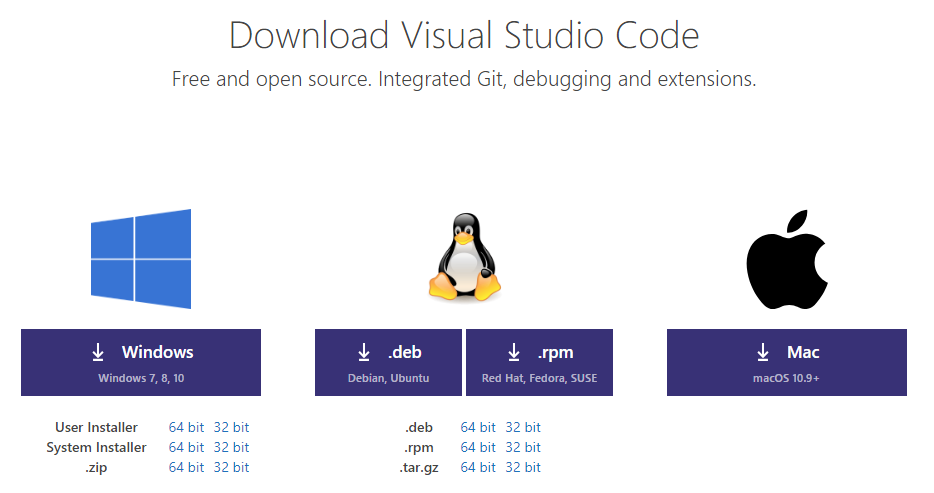 Download Visual Studio Code
Free and open source. Integrated Git, debugging and extensions.
Windows
Windows 7, 8, 10
User Installer 64 bit 32 bit
System Installer 64 bit 32 bit
.zip 64 bit 32 bit
.deb
Debian, Ubuntu
.rpm
Red Hat, Fedora, SUSE
.deb 64 bit 32 bit
.rpm 64 bit 32 bit
.tar.gz 64 bit 32 bit
Mac
macOS 10.9+